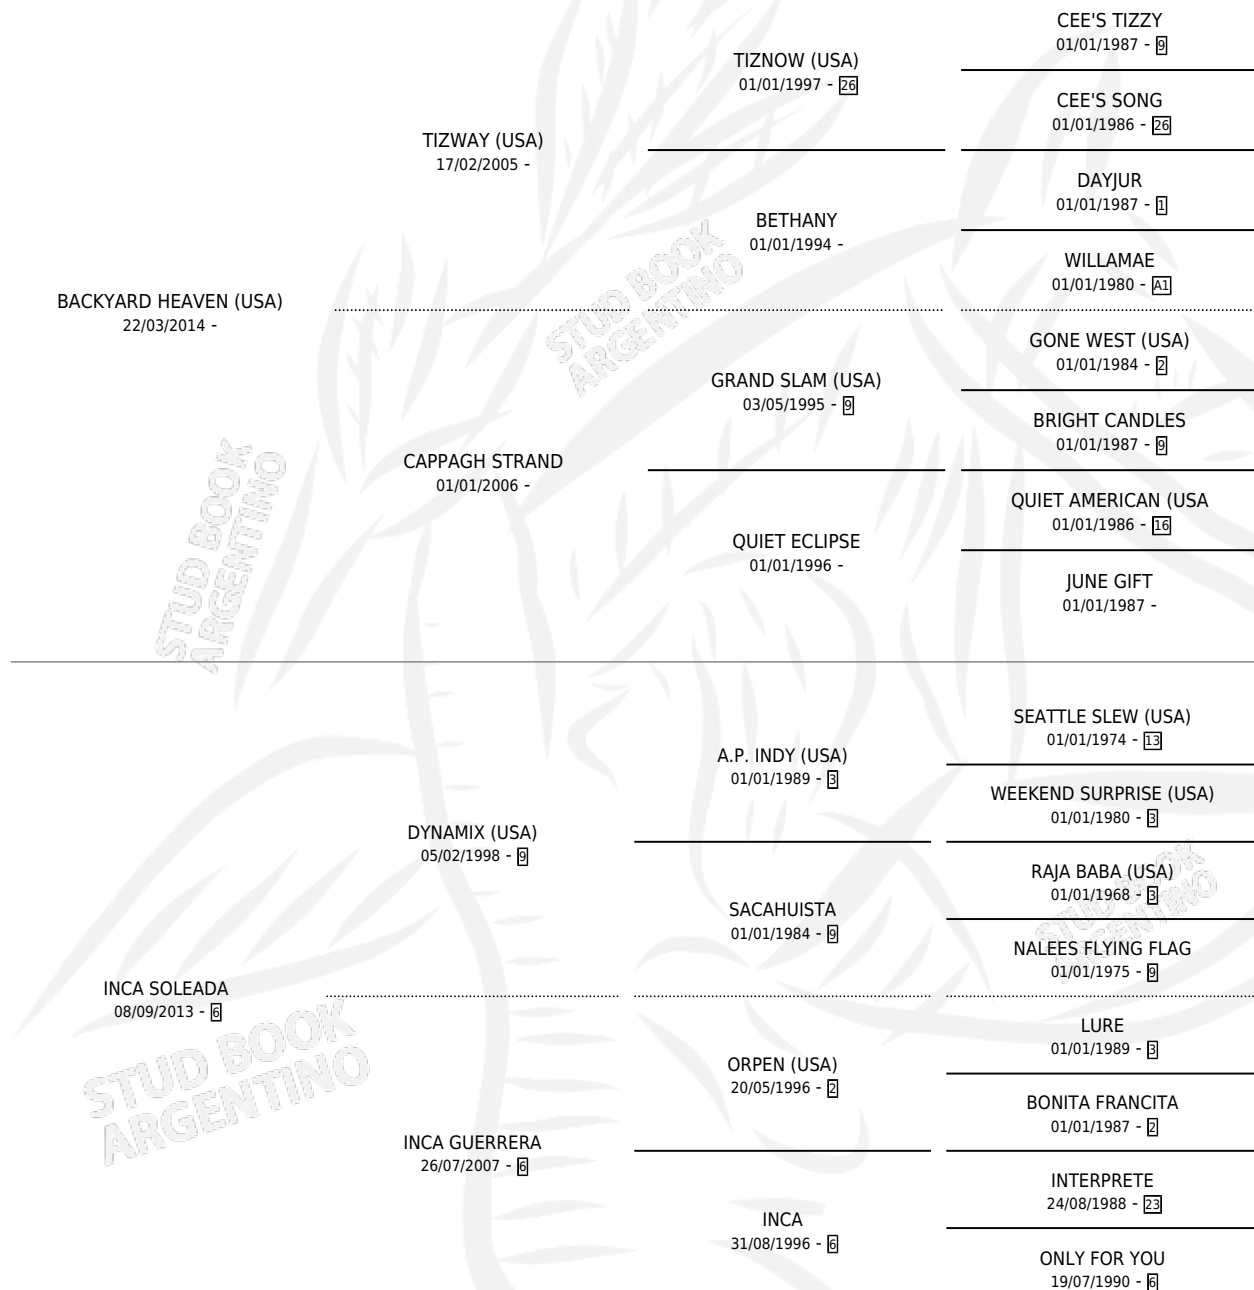 CEE'S TIZZY
01/01/1987 - 9
TIZNOW (USA)
01/01/1997 - 26
CEE'S SONG
01/01/1986 - 26
TIZWAY (USA)
17/02/2005 -
DAYJUR
01/01/1987 - 1
BETHANY
01/01/1994 -
WILLAMAE
01/01/1980 - A1
BACKYARD HEAVEN (USA)
22/03/2014 -
STUD BOOK
ARGENTINO
GONE WEST (USA)
01/01/1984 - 2
GRAND SLAM (USA)
03/05/1995 - 9
BRIGHT CANDLES
01/01/1987 - 9
CAPPAGH STRAND
01/01/2006 -
QUIET AMERICAN (USA
01/01/1986 - 16
QUIET ECLIPSE
01/01/1996 -
JUNE GIFT
01/01/1987 -
STUD BOOK
ARGENTINO
SEATTLE SLEW (USA)
01/01/1974 - 13
A.P. INDY (USA)
01/01/1989 - 3
WEEKEND SURPRISE (USA)
01/01/1980 - 3
DYNAMIX (USA)
05/02/1998 - 9
RAJA BABA (USA)
01/01/1968 - 3
SACAHUISTA
01/01/1984 - 9
NALEES FLYING FLAG
01/01/1975 - 9
STUD BOOK
ARGENTINO
INCA SOLEADA
08/09/2013 - 6
LURE
01/01/1989 - 3
ORPEN (USA)
20/05/1996 - 2
BONITA FRANCITA
01/01/1987 - 2
STUD BOOK
ARGENTINO
INCA GUERRERA
26/07/2007 - 6
INTERPRETE
24/08/1988 - 23
INCA
31/08/1996 - 6
ONLY FOR YOU
19/07/1990 - 6